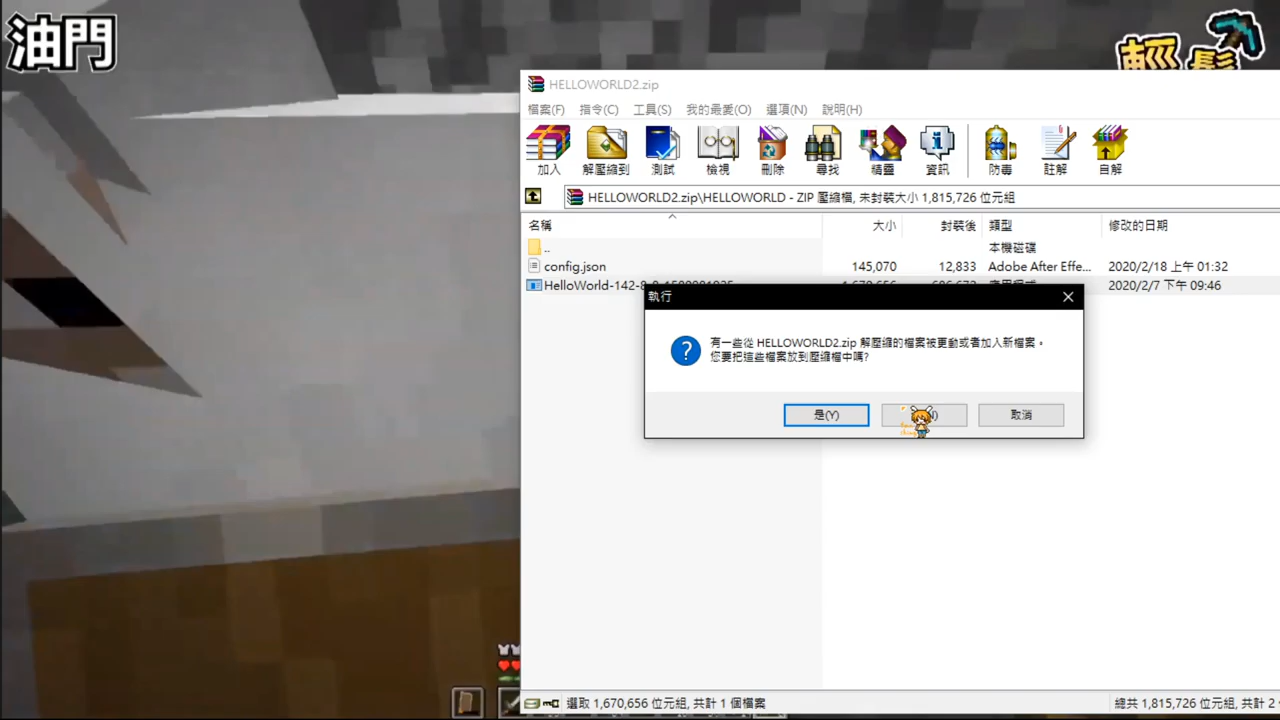 油門
輕鬆
HELLOWORLD2.zip
檔案(F) 指令(C) 工具(S) 我的最愛(O) 選項(N) 說明(H)
加入 解壓縮到 測試 檢視 刪除 尋找 精靈 資訊 防毒 註解 自解
HELLOWORLD2.zip\HELLOWORLD - ZIP 壓縮檔, 未封裝大小 1,815,726 位元組
名稱 大小 封裝後 類型 修改的日期
.. 本機磁碟
config.json 145,070 12,833 Adobe After Effe... 2020/2/18 上午 01:32
HelloWorld-142-8 2020/2/7 下午 09:46
執行
有一些從 HELLOWORLD2.zip 解壓縮的檔案被更動或者加入新檔案。
您要把這些檔案放到壓縮檔中嗎?
是(Y) 取消
選取 1,670,656 位元組, 共計 1 個檔案 總共 1,815,726 位元組, 共計 2